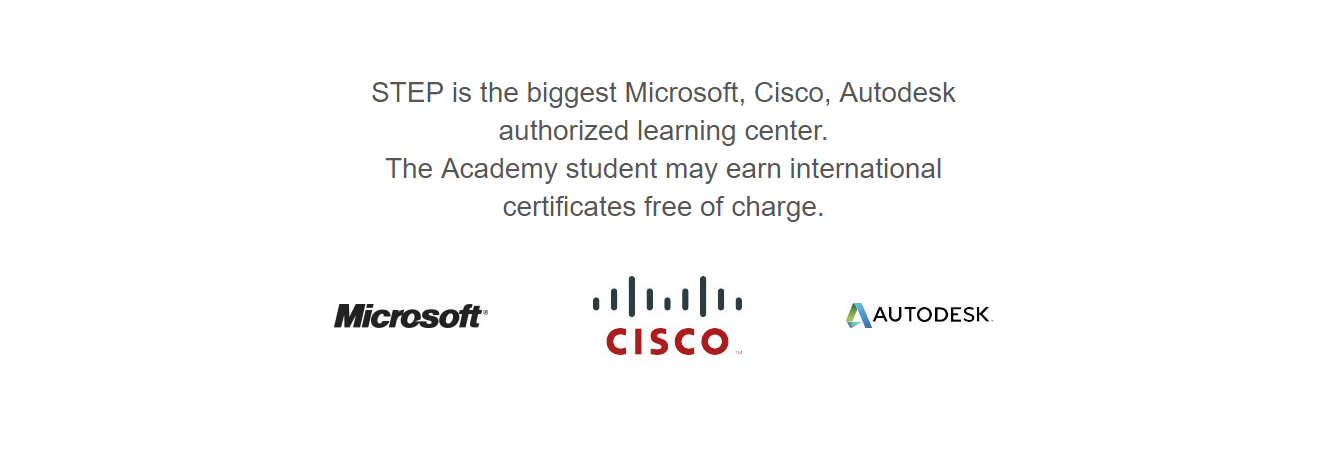 STEP is the biggest Microsoft, Cisco, Autodesk
authorized learning center.
The Academy student may earn international
certificates free of charge.
Microsoft®
CISCO™
AUTODESK.